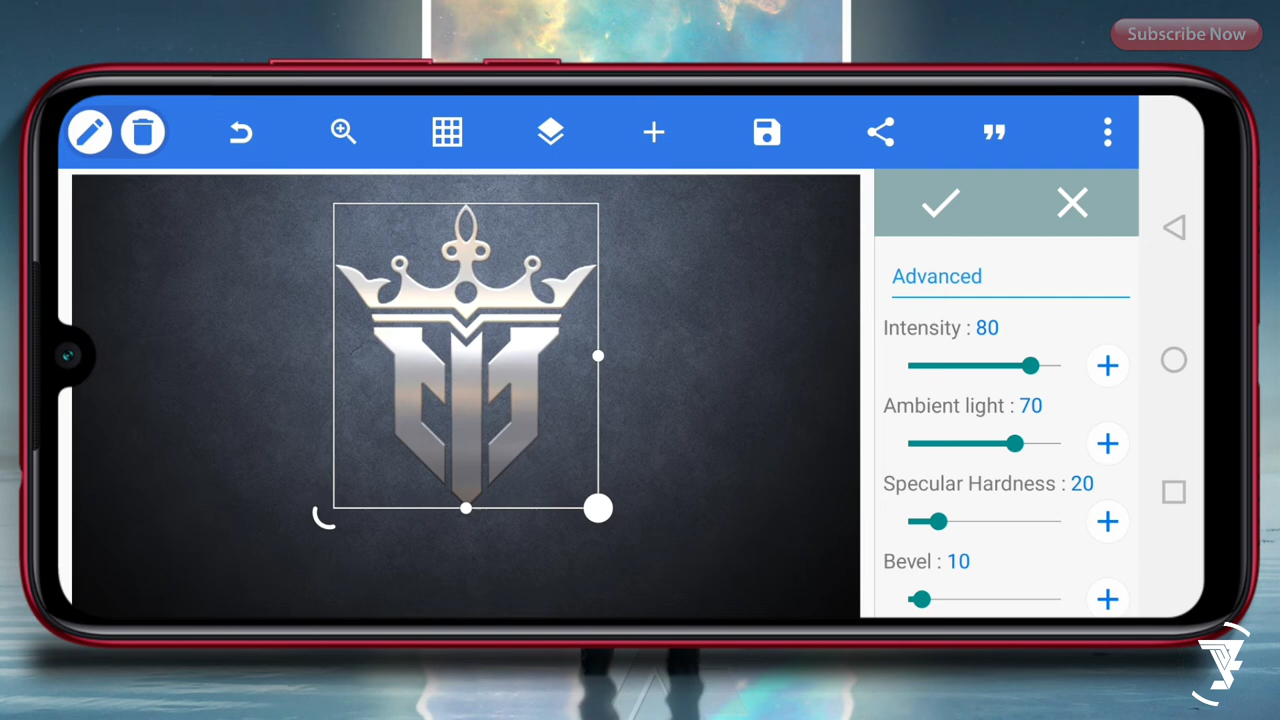 Subscribe Now
Advanced
Intensity : 80
Ambient light : 70
Specular Hardness : 20
Bevel : 10